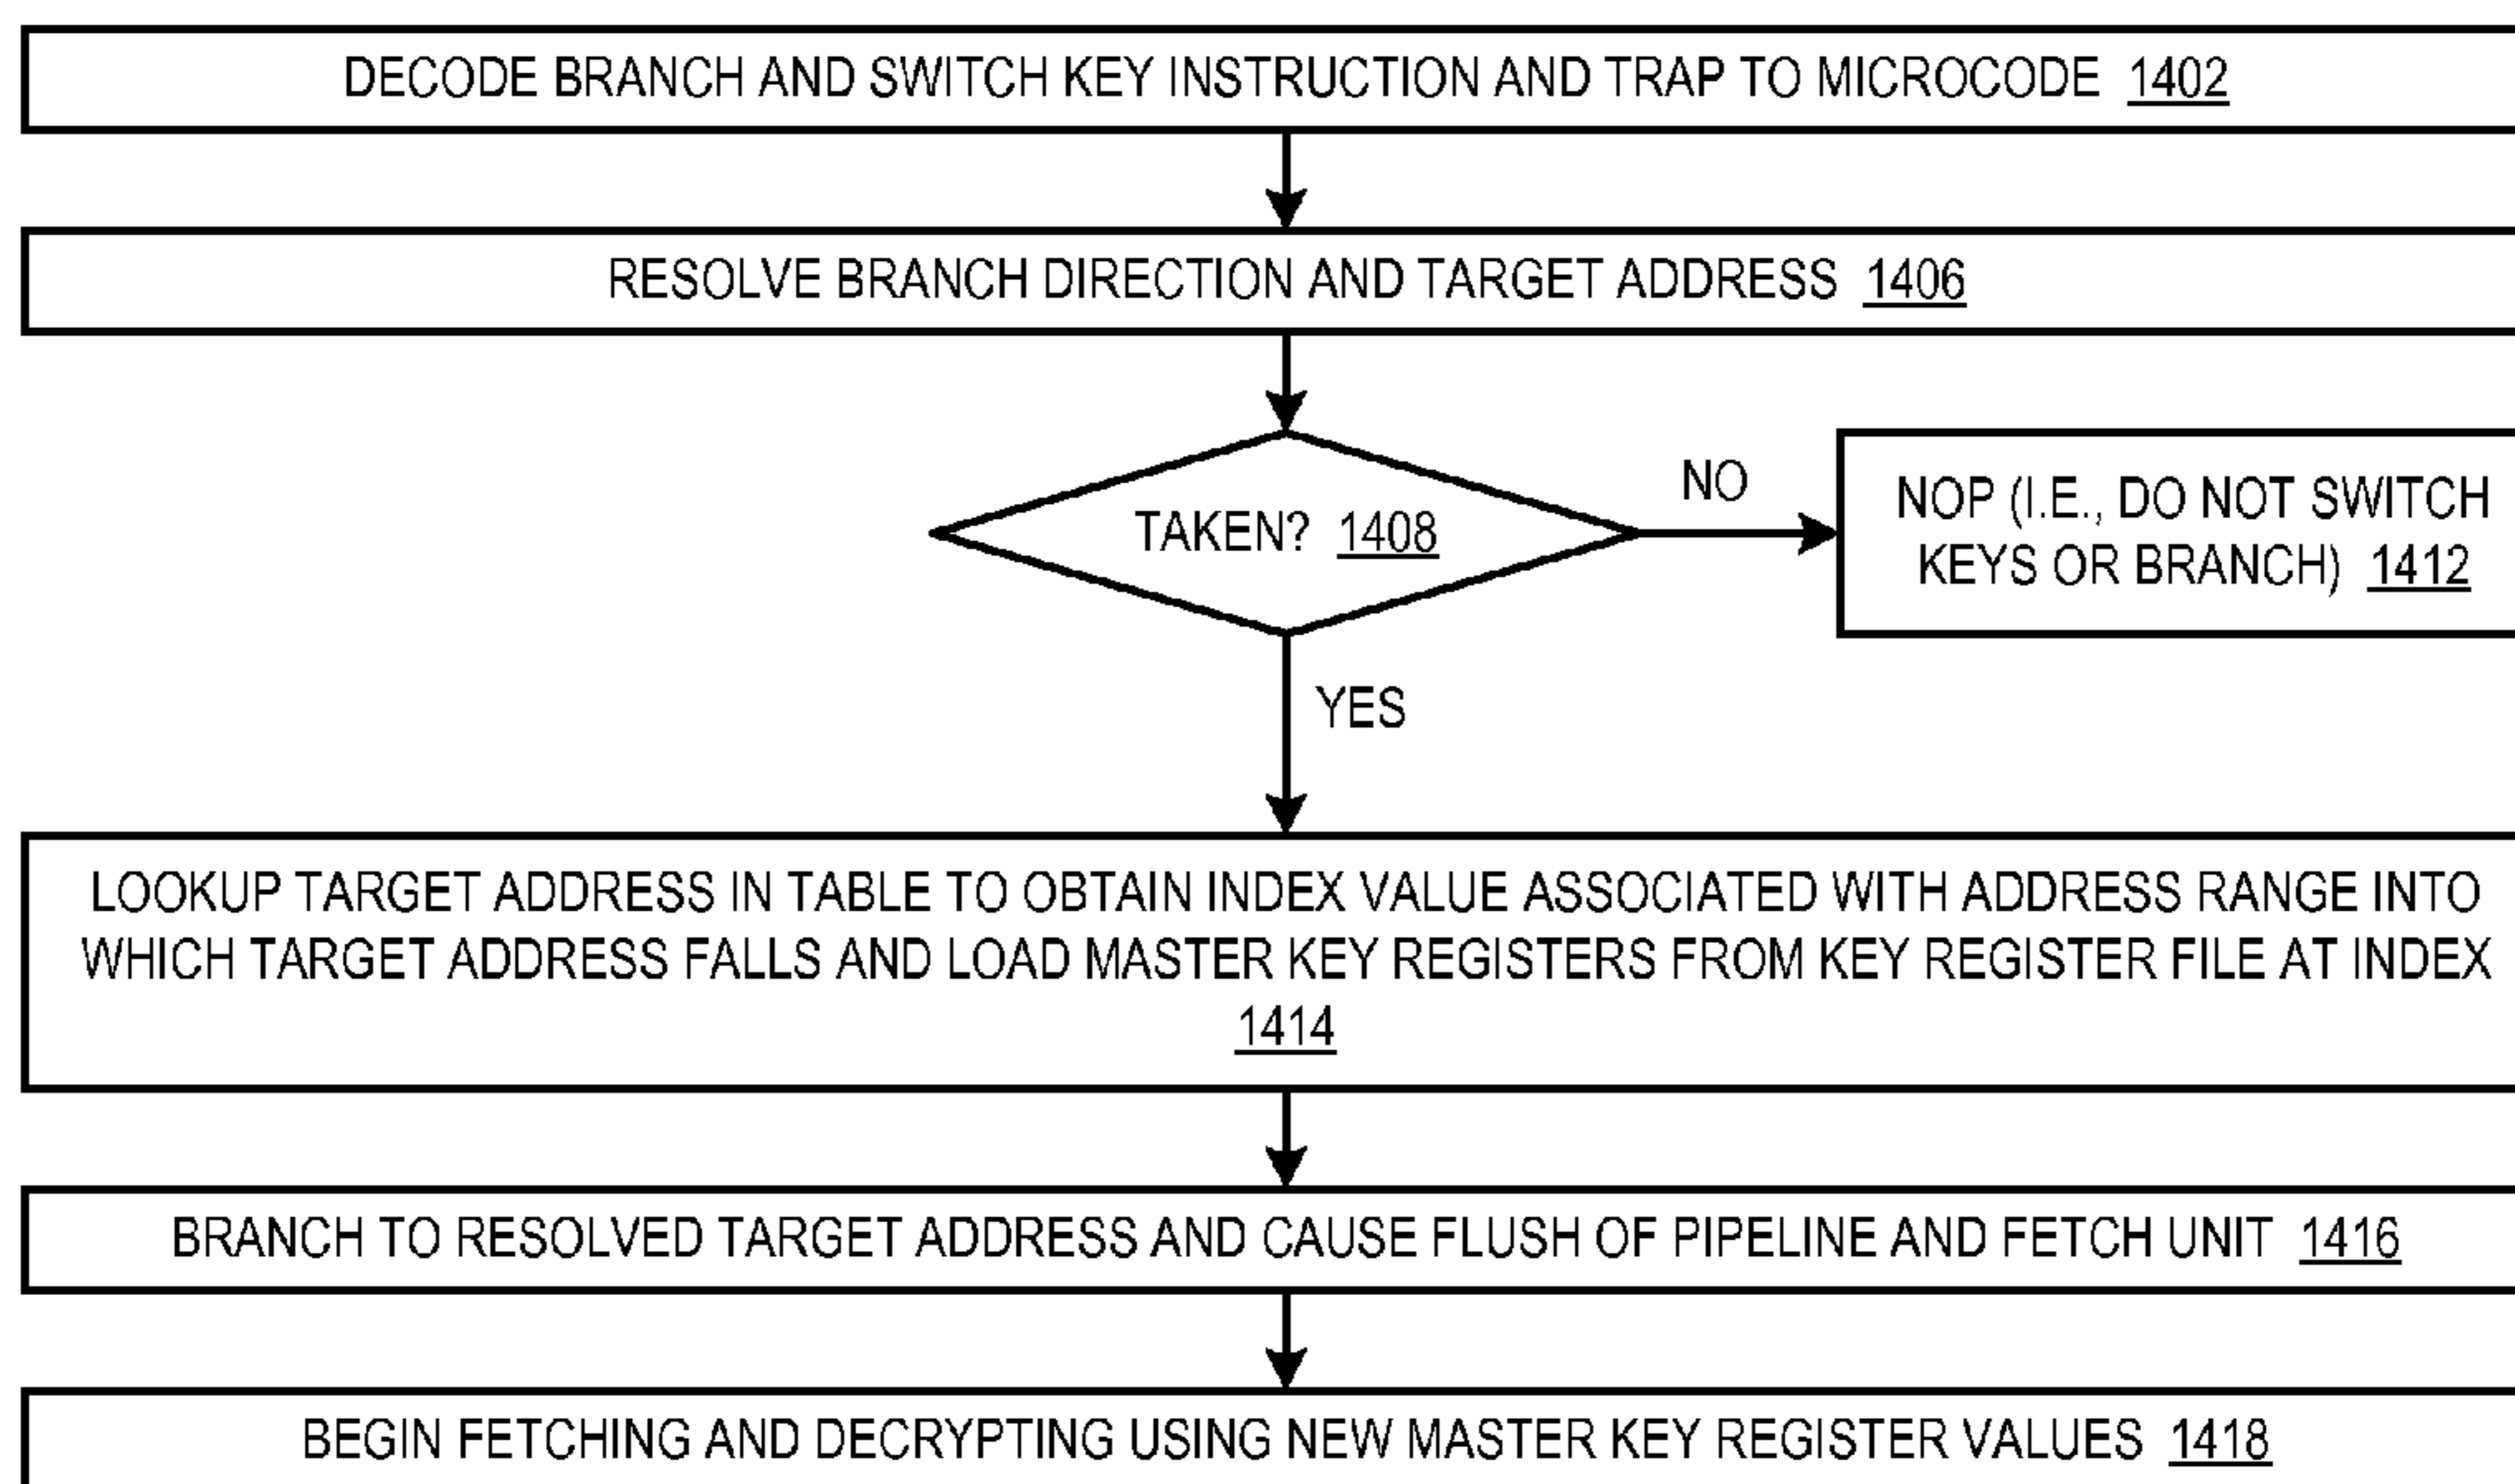 DECODE BRANCH AND SWITCH KEY INSTRUCTION AND TRAP TO MICROCODE 1402
RESOLVE BRANCH DIRECTION AND TARGET ADDRESS 1406
TAKEN? 1408
NO
NOP (I.E., DO NOT SWITCH
KEYS OR BRANCH) 1412
YES
LOOKUP TARGET ADDRESS IN TABLE TO OBTAIN INDEX VALUE ASSOCIATED WITH ADDRESS RANGE INTO
WHICH TARGET ADDRESS FALLS AND LOAD MASTER KEY REGISTERS FROM KEY REGISTER FILE AT INDEX
1414
BRANCH TO RESOLVED TARGET ADDRESS AND CAUSE FLUSH OF PIPELINE AND FETCH UNIT 1416
BEGIN FETCHING AND DECRYPTING USING NEW MASTER KEY REGISTER VALUES 1418